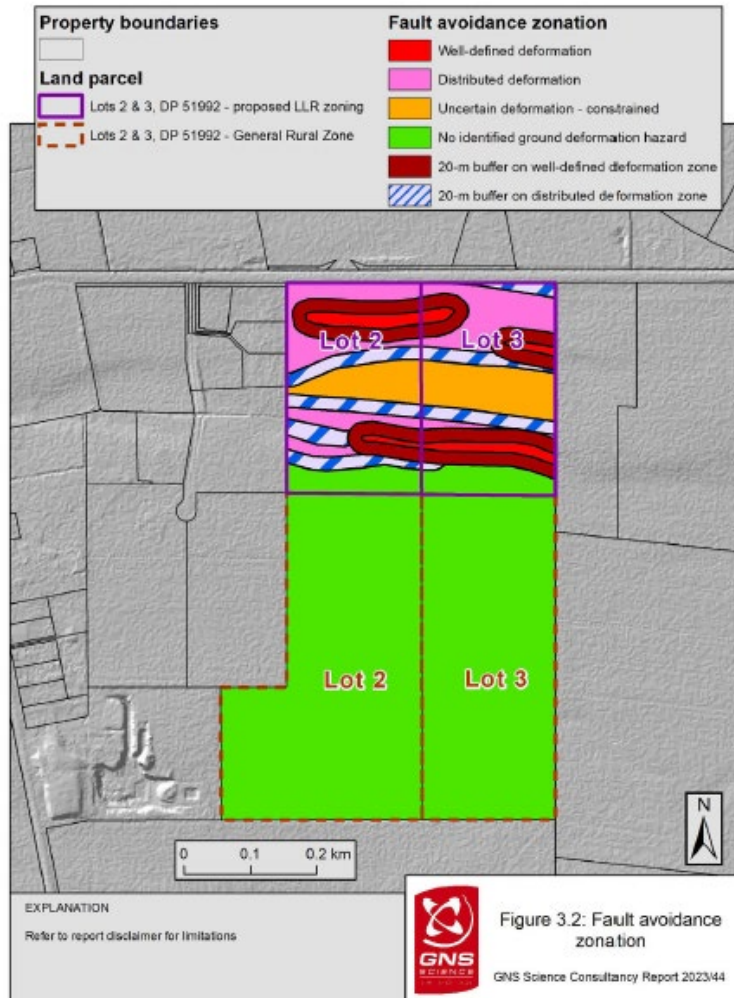 Property boundaries
Land parcel
Lots 2 & 3, DP 51992 - proposed LLR zoning
Lots 2 & 3, DP 51992 - General Rural Zone
Fault avoidance zonation
Well-defined deformation
Distributed deformation
Uncertain deformation - constrained
No identified ground deformation hazard
20-m buffer on well-defined deformation zone
20-m buffer on distributed deformation zone
Lot 2
Lot 3
Lot 2
Lot 3
0 0.1 0.2 km
N
EXPLANATION
Refer to report disclaimer for limitations
GNS
SCIENCE
Figure 3.2: Fault avoidance
zonation
GNS Science Consultancy Report 2023/44